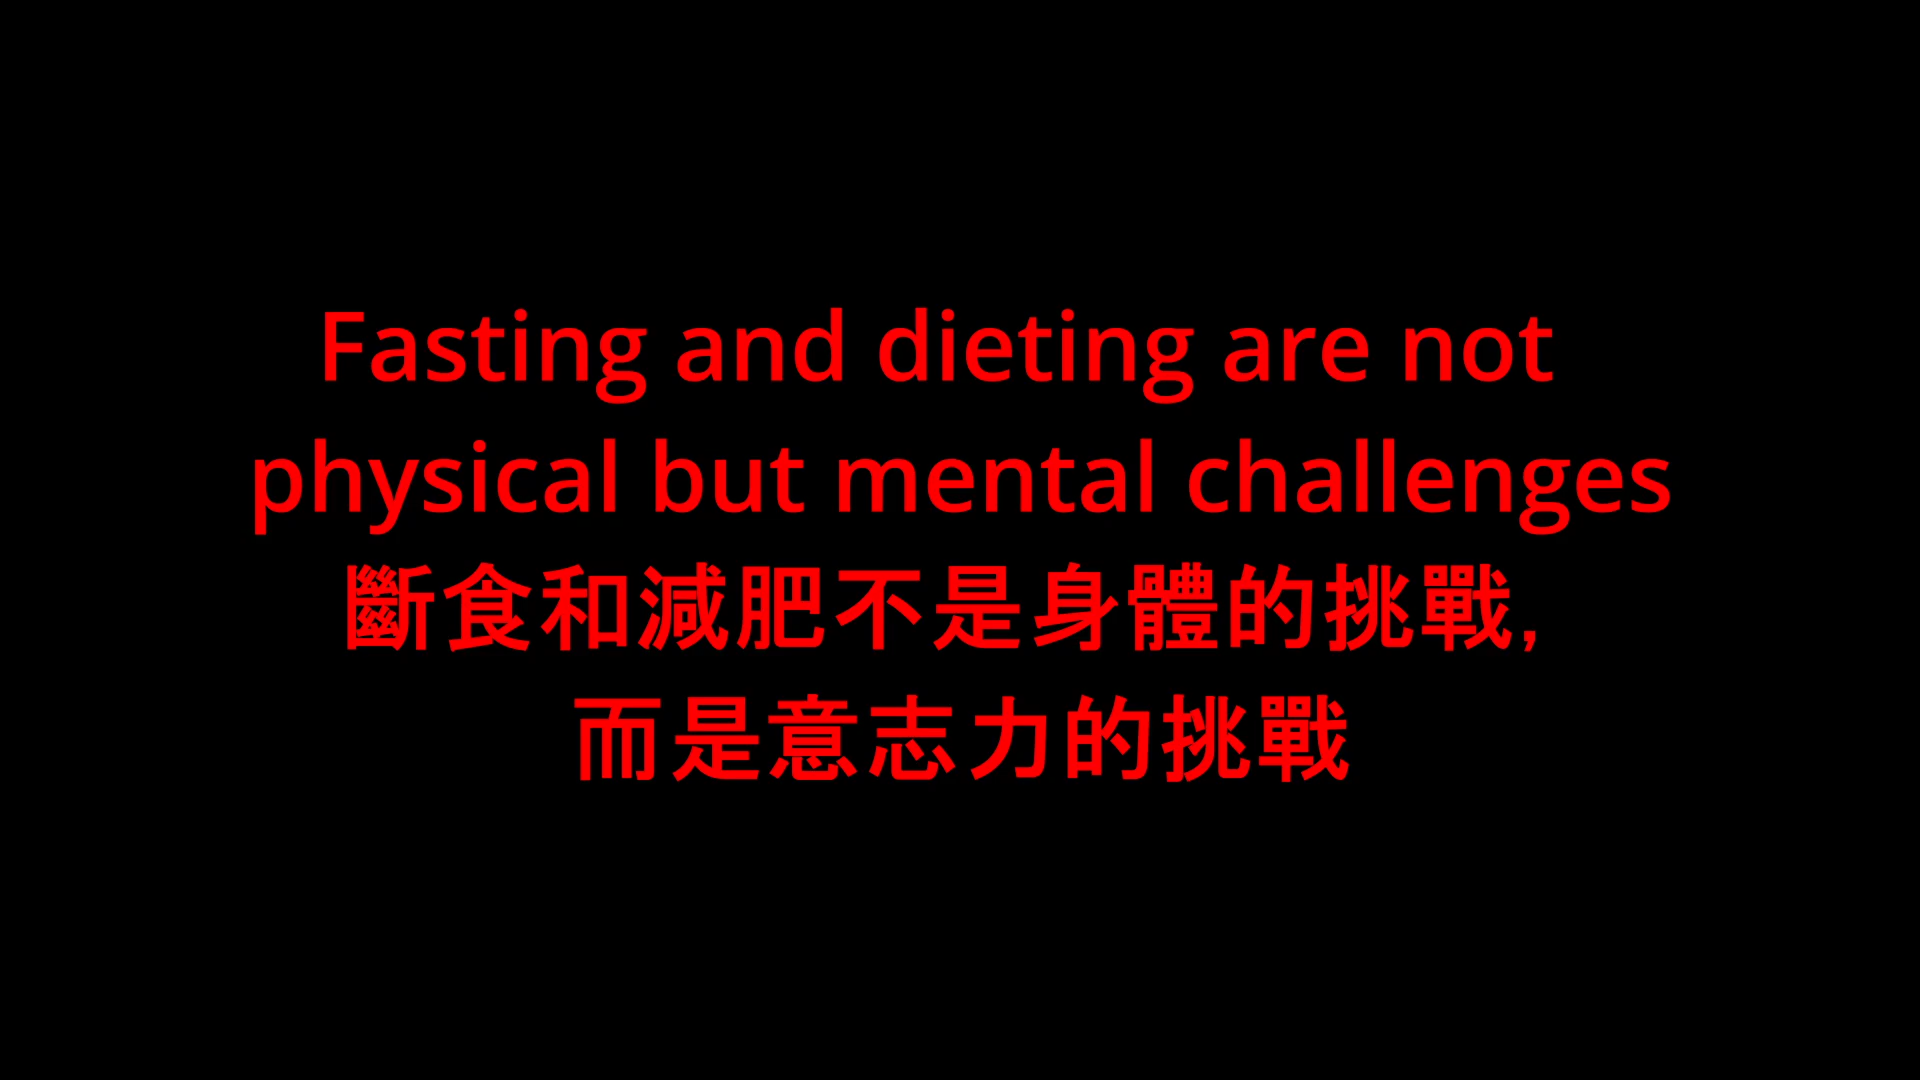 Fasting and dieting are not
physical but mental challenges
斷食和減肥不是身體的挑戰,
而是意志力的挑戰